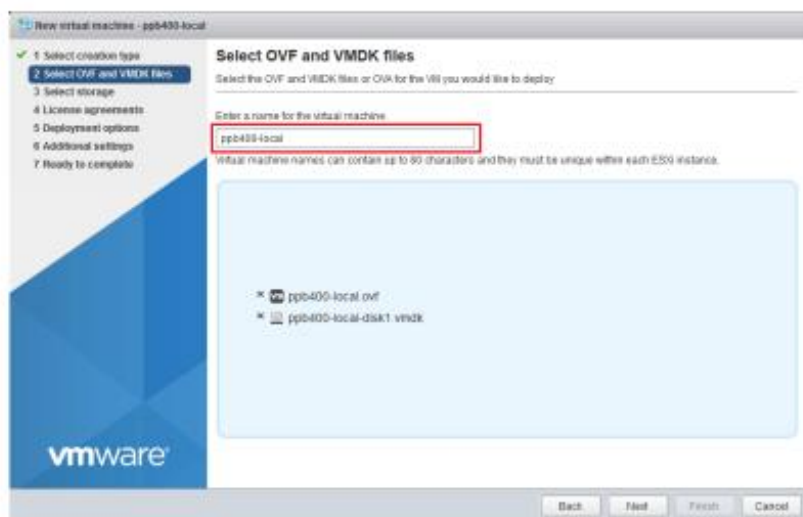 New virtual machine - ppb400-local
1 Select creation type
2 Select OVF and VMDK files
3 Select storage
4 License agreements
5 Deployment options
6 Additional settings
7 Ready to complete
Select OVF and VMDK files
Select the OVF and VMDK files or OVA for the VM you would like to deploy
Enter a name for the virtual machine.
ppb400-local
Virtual machine names can contain up to 80 characters and they must be unique within each ESXi instance.
ppb400-local.ovf
ppb400-local-disk1.vmdk
vmware
Back Next Finish Cancel